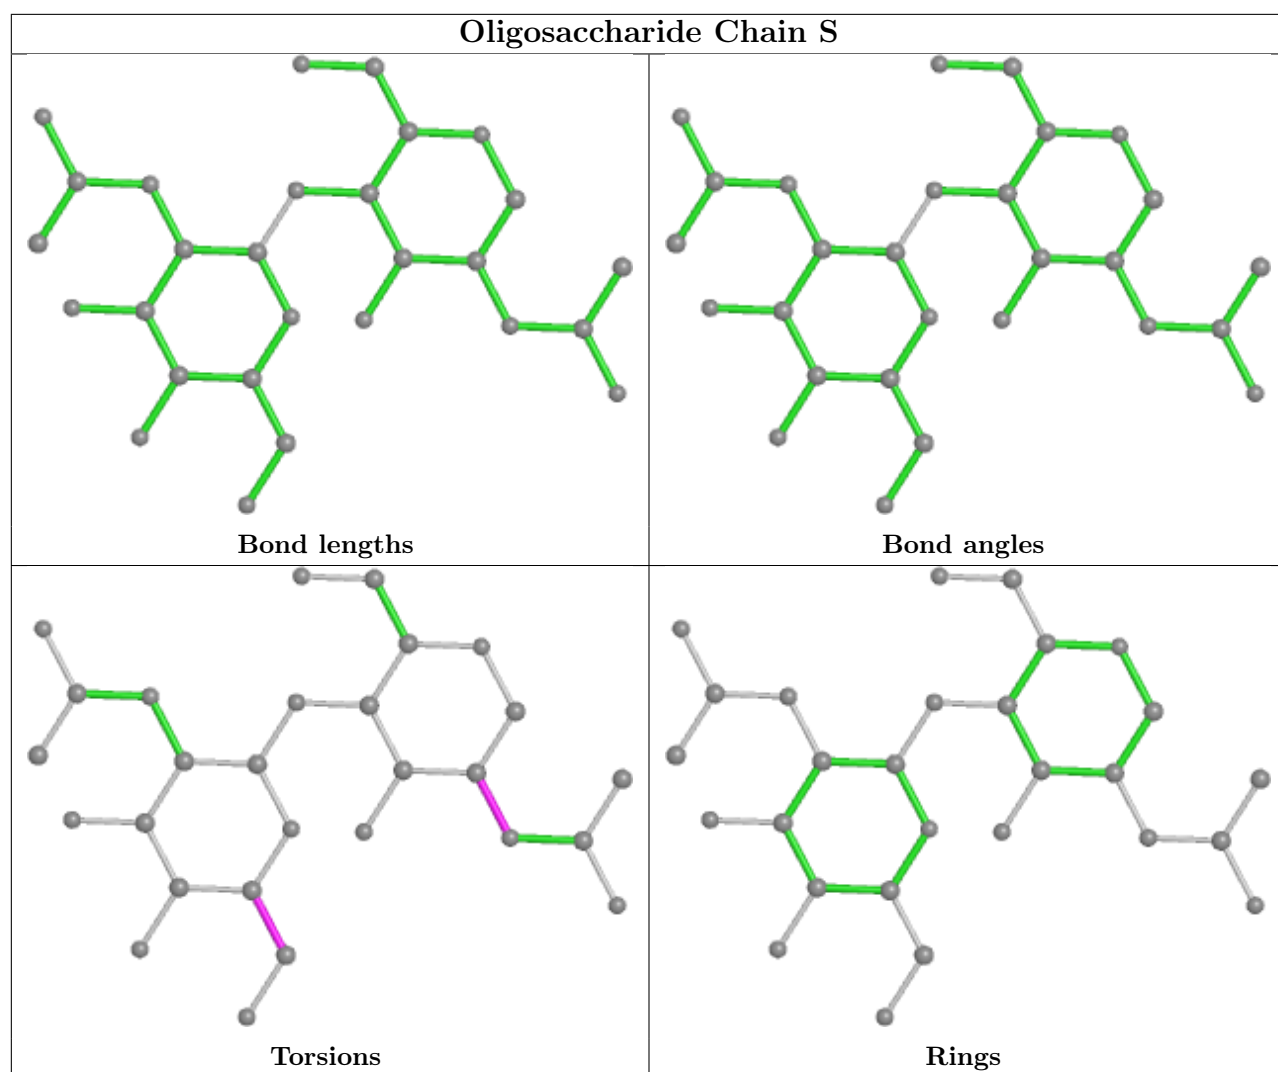 Oligosaccharide Chain S
Bond lengths
Bond angles
Torsions
Rings